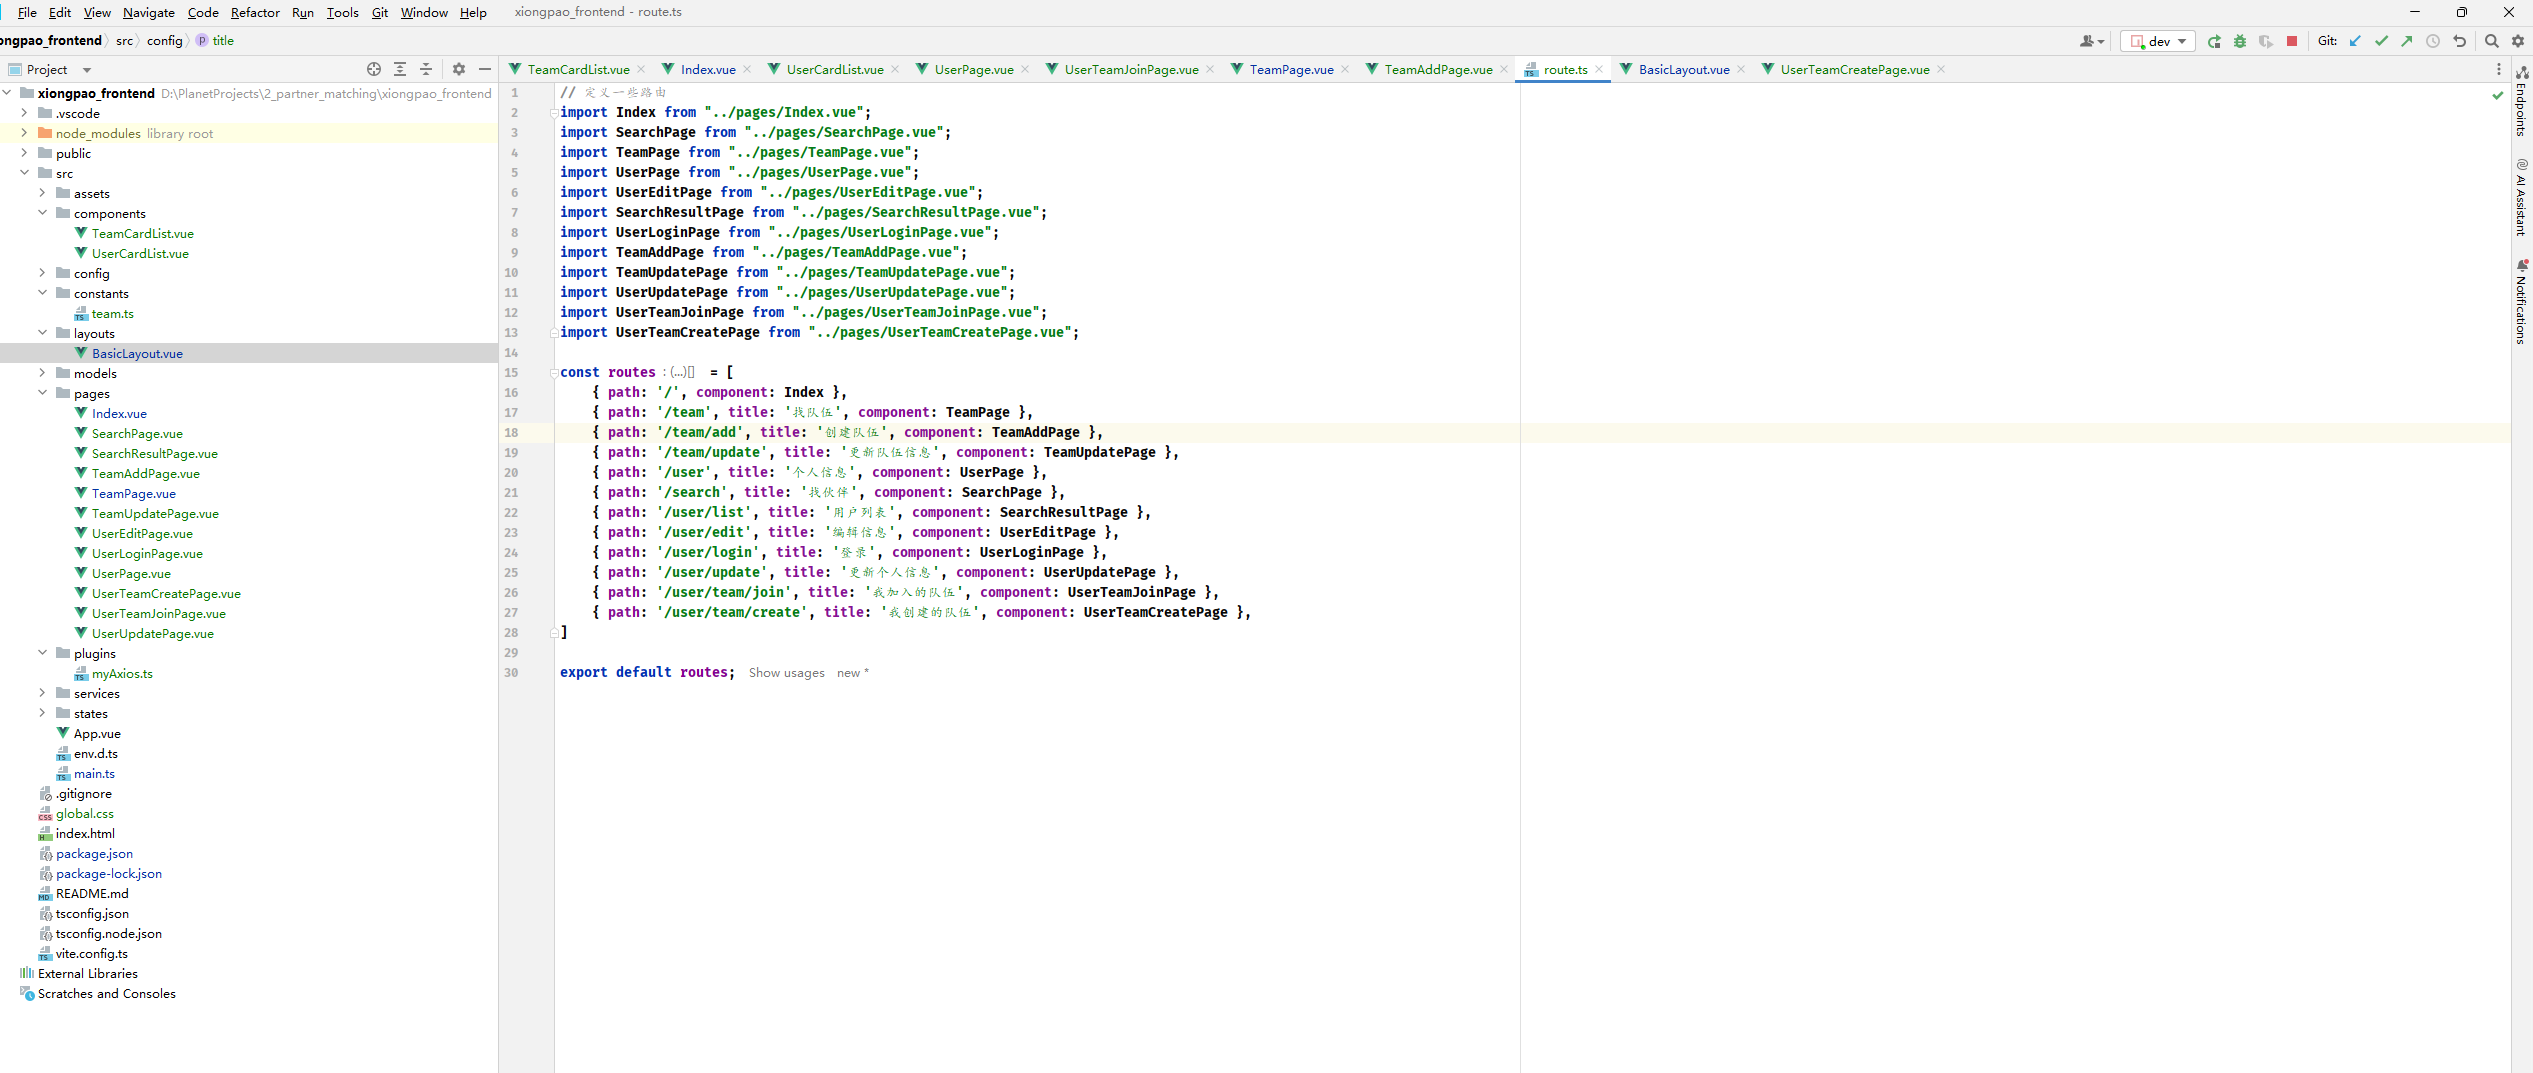 File Edit View Navigate Code Refactor Run Tools Git Window Help xiongpao_frontend - route.ts
ongpao_frontend src config p title
dev Git:
Project
TeamCardList.vue Index.vue UserCardList.vue UserPage.vue UserTeamJoinPage.vue TeamPage.vue TeamAddPage.vue route.ts BasicLayout.vue UserTeamCreatePage.vue
xiongpao_frontend D:\PlanetProjects\2_partner_matching\xiongpao_frontend
.vscode
node_modules library root
public
src
assets
components
TeamCardList.vue
UserCardList.vue
config
constants
team.ts
layouts
BasicLayout.vue
models
pages
Index.vue
SearchPage.vue
SearchResultPage.vue
TeamAddPage.vue
TeamPage.vue
TeamUpdatePage.vue
UserEditPage.vue
UserLoginPage.vue
UserPage.vue
UserTeamCreatePage.vue
UserTeamJoinPage.vue
UserUpdatePage.vue
plugins
myAxios.ts
services
states
App.vue
env.d.ts
main.ts
.gitignore
global.css
index.html
package.json
package-lock.json
README.md
tsconfig.json
tsconfig.node.json
vite.config.ts
External Libraries
Scratches and Consoles
1 // 定义一些路由
2 import Index from "../pages/Index.vue";
3 import SearchPage from "../pages/SearchPage.vue";
4 import TeamPage from "../pages/TeamPage.vue";
5 import UserPage from "../pages/UserPage.vue";
6 import UserEditPage from "../pages/UserEditPage.vue";
7 import SearchResultPage from "../pages/SearchResultPage.vue";
8 import UserLoginPage from "../pages/UserLoginPage.vue";
9 import TeamAddPage from "../pages/TeamAddPage.vue";
10 import TeamUpdatePage from "../pages/TeamUpdatePage.vue";
11 import UserUpdatePage from "../pages/UserUpdatePage.vue";
12 import UserTeamJoinPage from "../pages/UserTeamJoinPage.vue";
13 import UserTeamCreatePage from "../pages/UserTeamCreatePage.vue";
14
15 const routes : (...)[] = [
16 { path: '/', component: Index },
17 { path: '/team', title: '找队伍', component: TeamPage },
18 { path: '/team/add', title: '创建队伍', component: TeamAddPage },
19 { path: '/team/update', title: '更新队伍信息', component: TeamUpdatePage },
20 { path: '/user', title: '个人信息', component: UserPage },
21 { path: '/search', title: '找伙伴', component: SearchPage },
22 { path: '/user/list', title: '用户列表', component: SearchResultPage },
23 { path: '/user/edit', title: '编辑信息', component: UserEditPage },
24 { path: '/user/login', title: '登录', component: UserLoginPage },
25 { path: '/user/update', title: '更新个人信息', component: UserUpdatePage },
26 { path: '/user/team/join', title: '我加入的队伍', component: UserTeamJoinPage },
27 { path: '/user/team/create', title: '我创建的队伍', component: UserTeamCreatePage },
28 ]
29
30 export default routes; Show usages new *
Endpoints
AI Assistant
Notifications